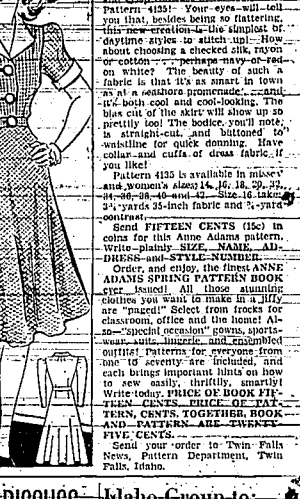 Pattern 4135! Your eyes will tell
you that, besides being so flattering,
this new creation is the simplest of
daytime styles to stitch up! How
about choosing a checked silk, rayon
or cotton . . . perhaps navy or red
on white? The beauty of such a
fabric is that it's as smart in town
as at a seashore promenade . . . and
it's both cool and cool-looking. The
bias cut of the skirt will show up so
prettily too! The bodice, you'll note,
is straight-cut, and buttoned to
waistline for quick donning. Have
collar and cuffs of dress fabric if
you like!
Pattern 4135 is available in misses'
and women's sizes 14, 16, 18, 20, 32,
34, 36, 38, 40 and 42. Size 16 takes
yards 35-inch fabric and yard
contrast.
Send FIFTEEN CENTS (15c) in
coins for this Anne Adams pattern.
Write plainly SIZE, NAME, AD-
DRESS and STYLE NUMBER.
Order, and enjoy, the finest ANNE
ADAMS SPRING PATTERN BOOK
ever issued! All those stunning
clothes you want to make in a jiffy
are "paged!" Select from frocks for
classroom, office and the home! Al-
so "special occasion" gowns, sports-
wear, suits, lingerie, and ensembled
outfits! Patterns for everyone from
one to seventy are included, and
each brings important hints on how
to sew easily, thriftily, smartly!
Write today. PRICE OF BOOK FIF-
TEEN CENTS. PRICE OF PAT-
TERN, CENTS. TOGETHER, BOOK
AND PATTERN ARE TWENTY-
FIVE CENTS.
Send your order to Twin Falls
News, Pattern Department, Twin
Falls, Idaho.
Idaho Group to